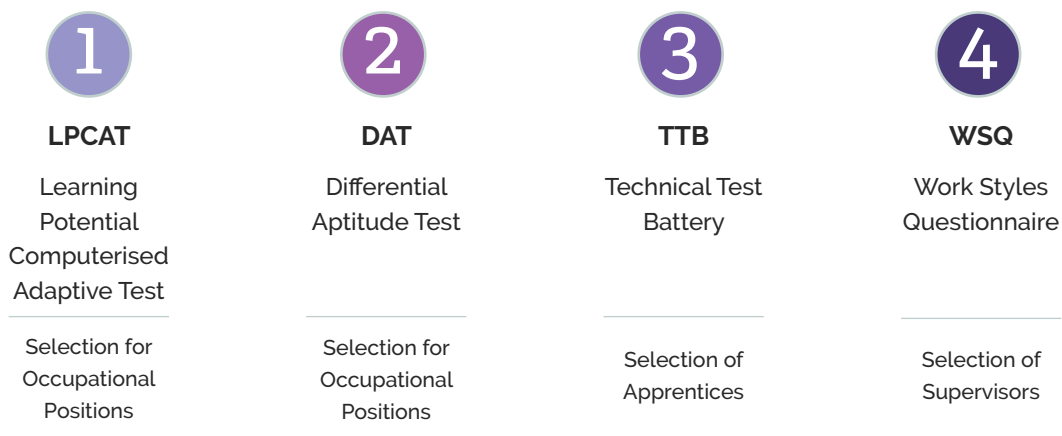 1
LPCAT
Learning
Potential
Computerised
Adaptive Test
Selection for
Occupational
Positions
2
DAT
Differential
Aptitude Test
Selection for
Occupational
Positions
3
TTB
Technical Test
Battery
Selection of
Apprentices
4
WSQ
Work Styles
Questionnaire
Selection of
Supervisors